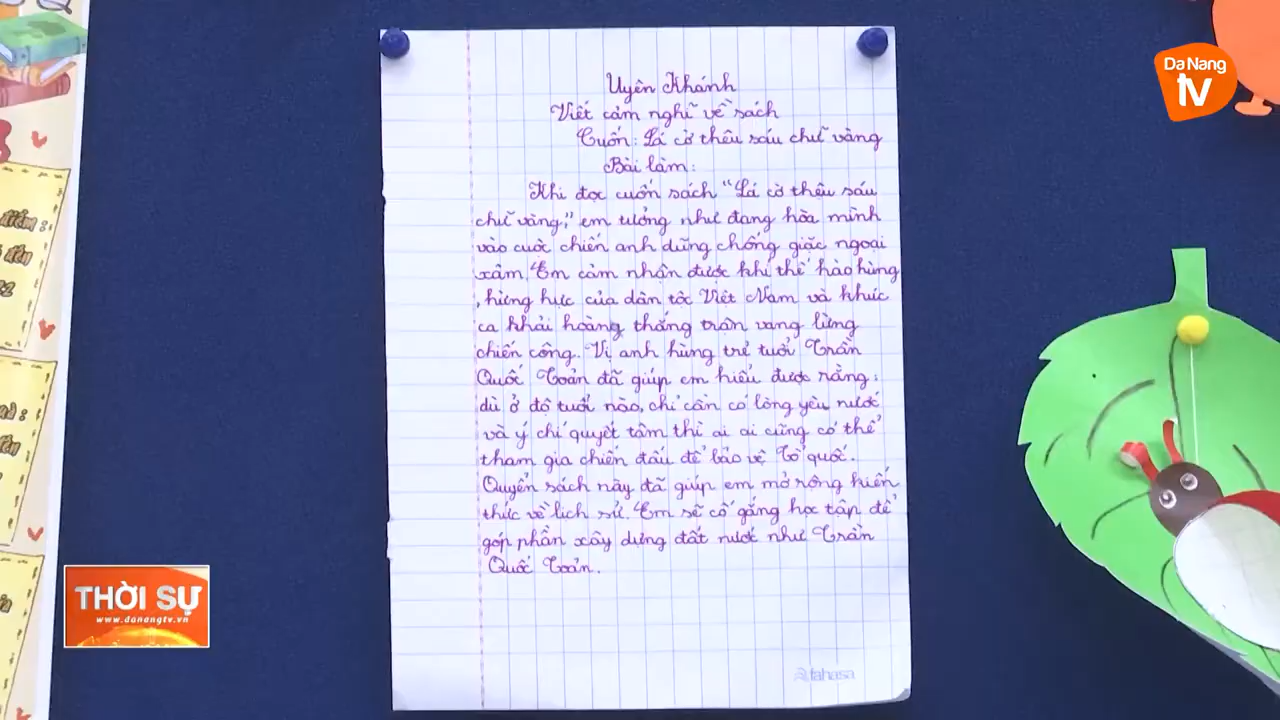 Da Nang
tv
Uyên Khánh
Viết cảm nghĩ về sách
Cuốn: Lá cờ thêu sáu chữ vàng
Bài làm:
Khi đọc cuốn sách "Lá cờ thêu sáu
chữ vàng," em tưởng như đang hòa mình
vào cuộc chiến anh dũng chống giặc ngoại
xâm. Em cảm nhận được khí thế hào hùng
, hừng hực của dân tộc Việt Nam và khúc
ca khải hoàng thắng trận vang lừng
chiến công. Vị anh hùng trẻ tuổi Trần
Quốc Toản đã giúp em hiểu được rằng:
dù ở độ tuổi nào, chỉ cần có lòng yêu nước
và ý chí quyết tâm thì ai ai cũng có thể
tham gia chiến đấu để bảo vệ Tổ quốc.
Quyển sách này đã giúp em mở rộng kiến
thức về lịch sử. Em sẽ cố gắng học tập để
góp phần xây dựng đất nước như Trần
Quốc Toản.
fahasa
điểm:
THỜI SỰ
www.danangtv.vn